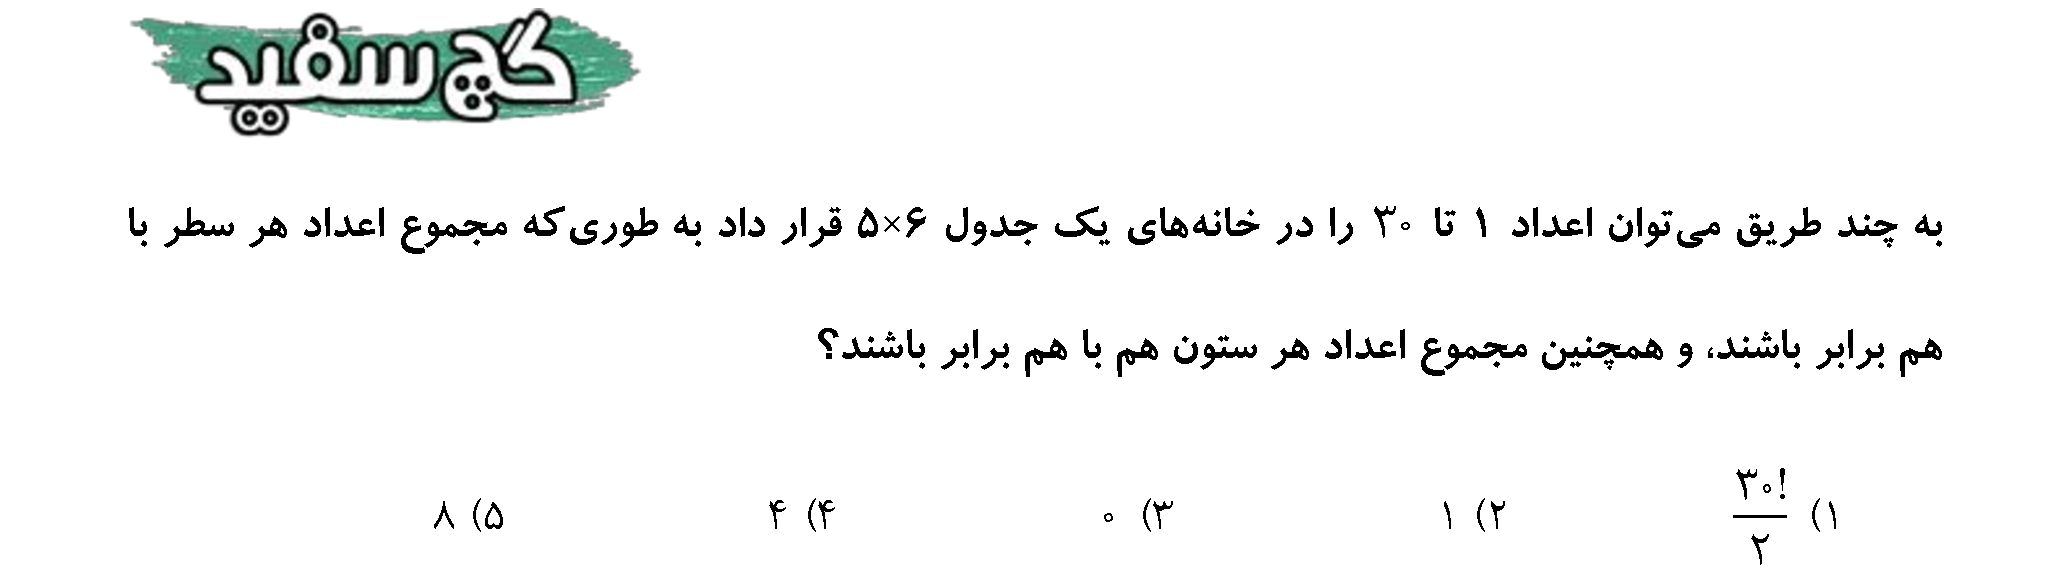 گچ سفید
به چند طریق می‌توان اعداد ۱ تا ۳۰ را در خانه‌های یک جدول ۵×۶ قرار داد به طوری که مجموع اعداد هر سطر با
هم برابر باشند، و همچنین مجموع اعداد هر ستون هم با هم برابر باشند؟
۱) ۳۰!/۲ ۲) ۱ ۳) ۰ ۴) ۴ ۵) ۸